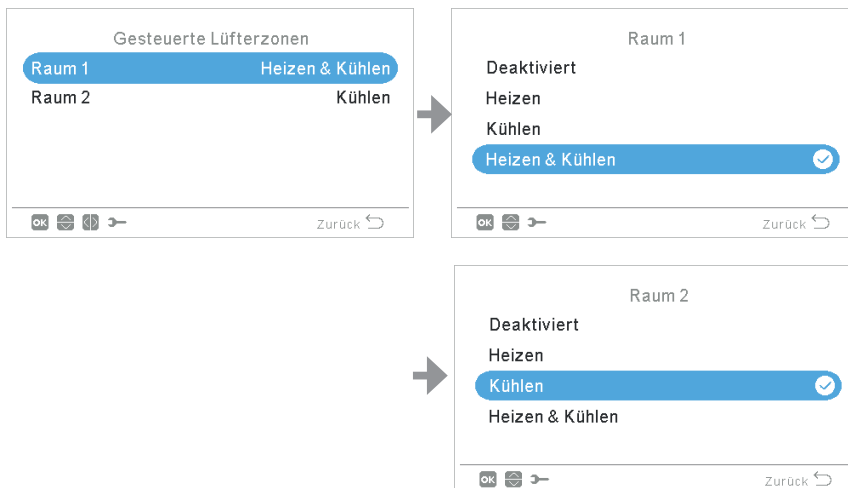 Gesteuerte Lüfterzonen
Raum 1 Heizen & Kühlen
Raum 2 Kühlen
OK Zurück
Raum 1
Deaktiviert
Heizen
Kühlen
Heizen & Kühlen
OK Zurück
Raum 2
Deaktiviert
Heizen
Kühlen
Heizen & Kühlen
OK Zurück